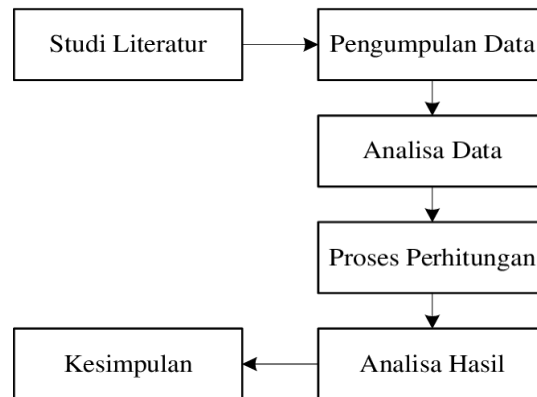 Studi Literatur
Pengumpulan Data
Analisa Data
Proses Perhitungan
Analisa Hasil
Kesimpulan